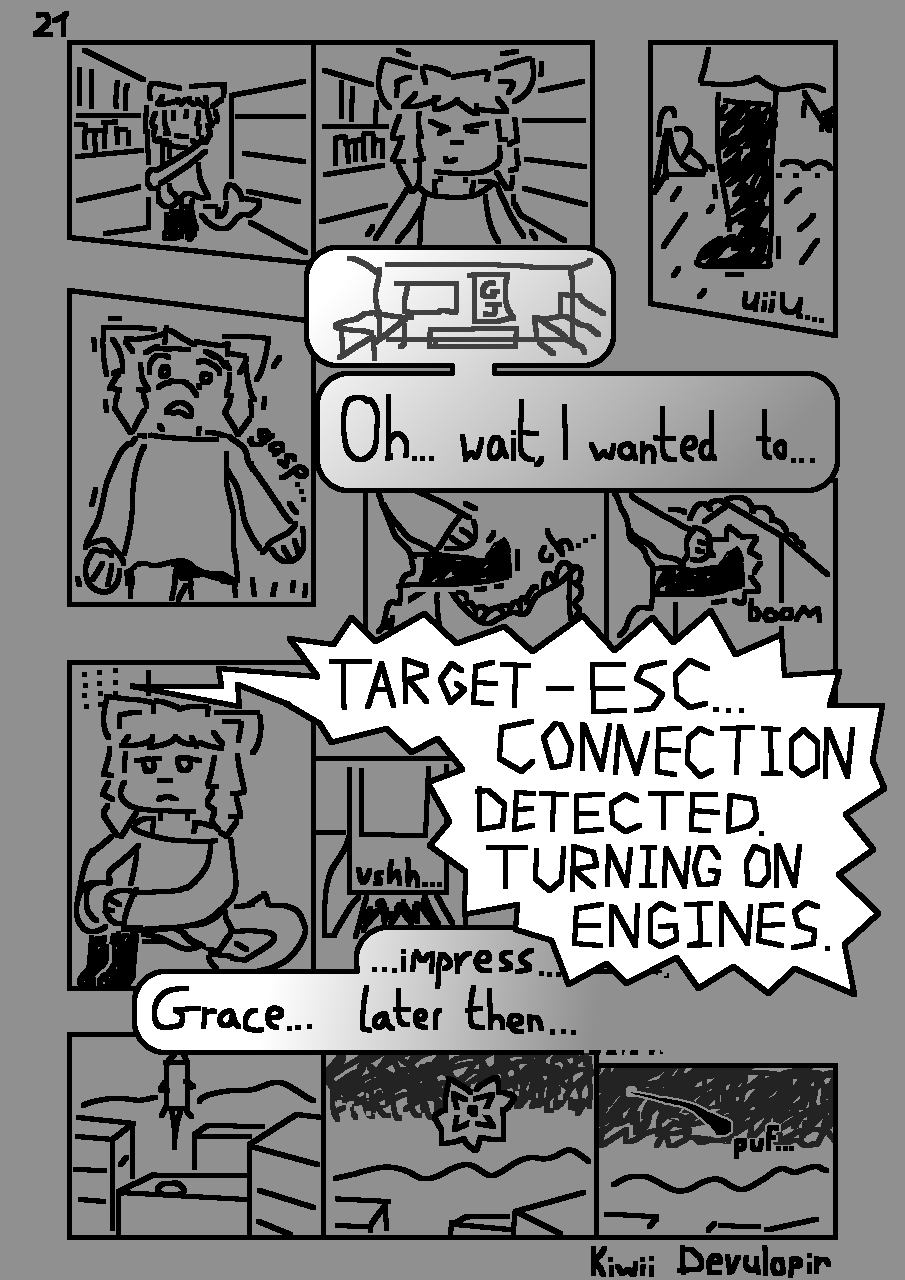 21
uiiu...
G
J
Oh... wait, I wanted to...
gasp...
ch...
boom
TARGET-ESC...
CONNECTION
DETECTED.
TURNING ON
ENGINES.
vshh...
...impress...
Grace... later then...
puf...
Kiwii Devulapir